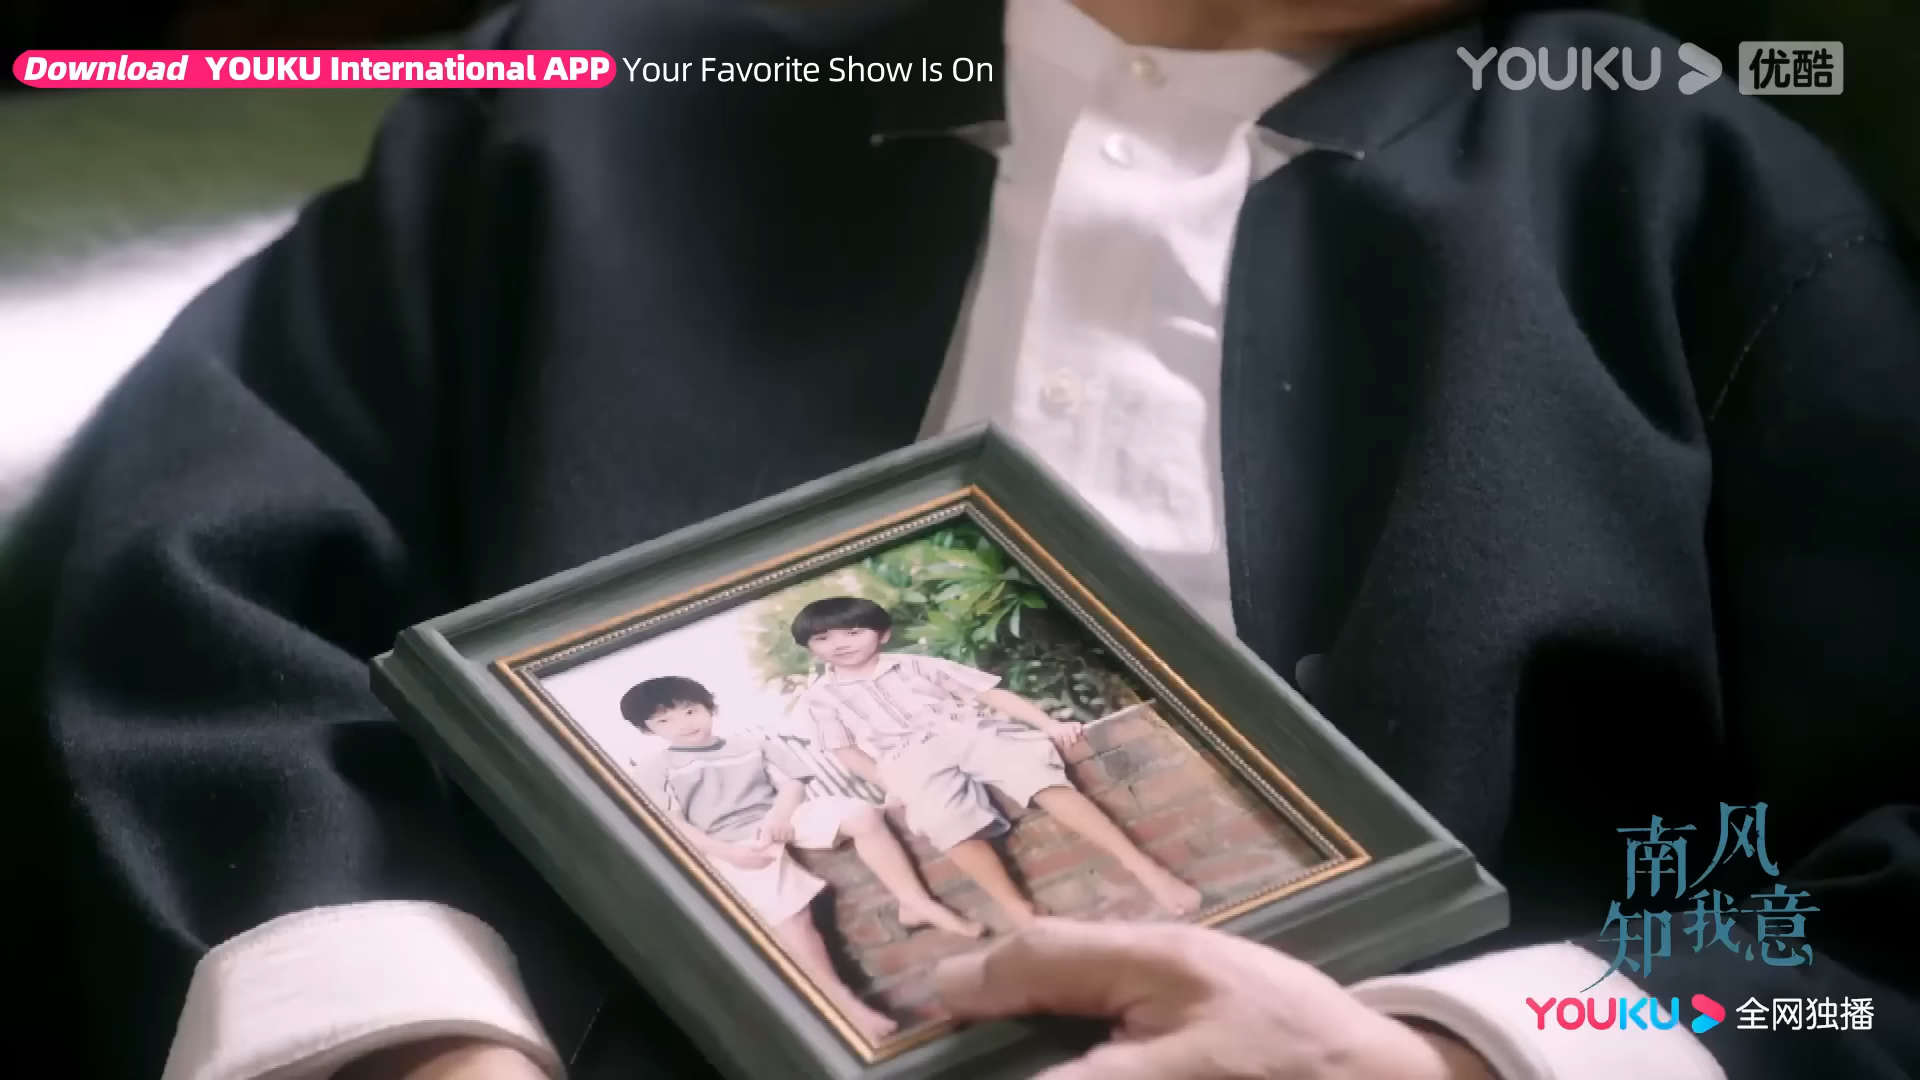 Download YOUKU International APP Your Favorite Show Is On
YOUKU 优酷
南风
知我意
YOUKU 全网独播